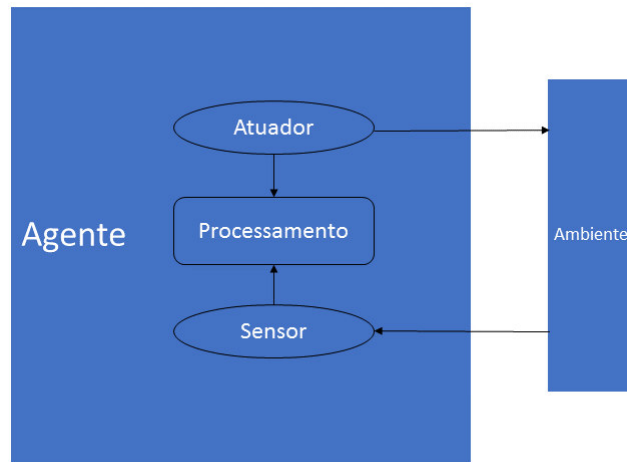 Atuador
Agente
Processamento
Ambiente
Sensor